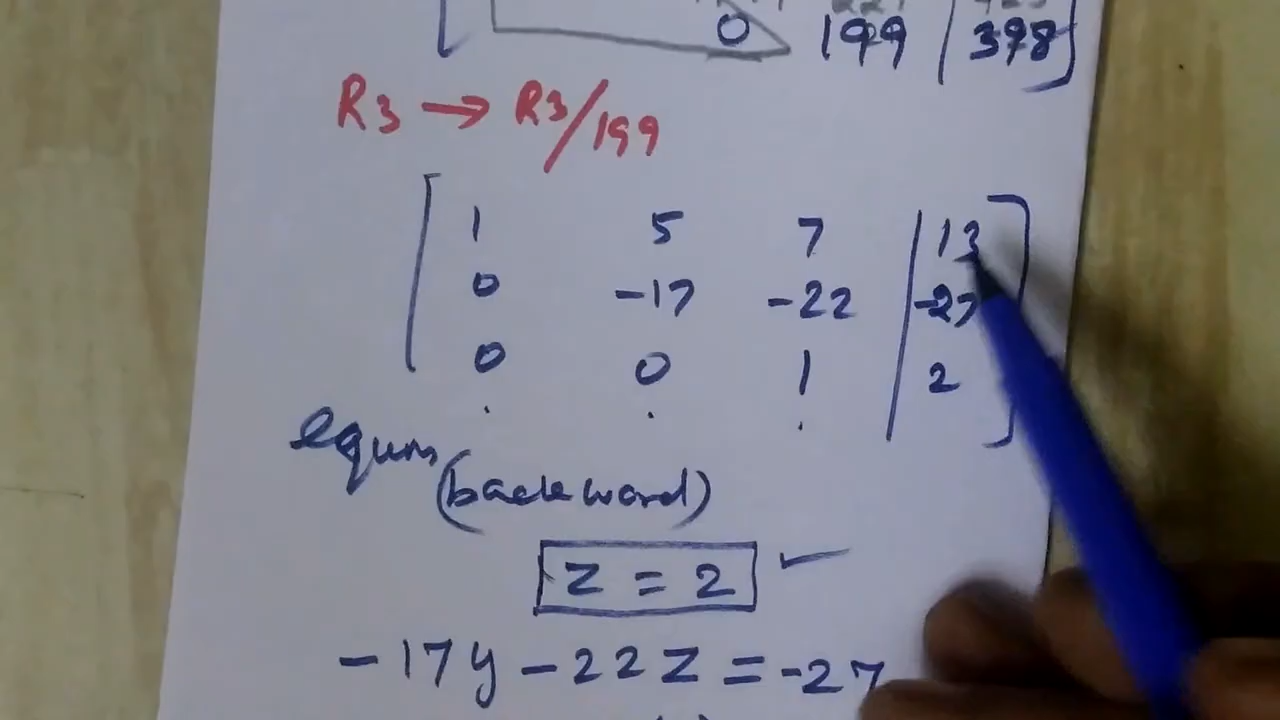 0 199 | 398
R3 → R3/199
1 5 7 | 13
0 -17 -22 | -27
0 0 1 | 2
equns
(backward)
z = 2 ✓
-17y - 22z = -27